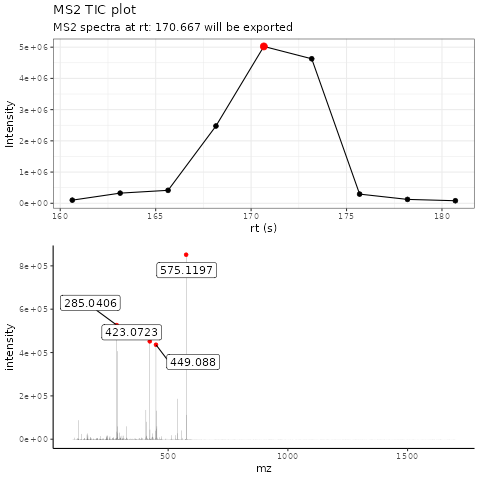 MS2 TIC plot
MS2 spectra at rt: 170.667 will be exported
5e+06
4e+06
3e+06
2e+06
1e+06
0e+00
Intensity
160 165 170 175 180
rt (s)
8e+05
6e+05
4e+05
2e+05
0e+00
intensity
575.1197
285.0406
423.0723
449.088
500 1000 1500
mz